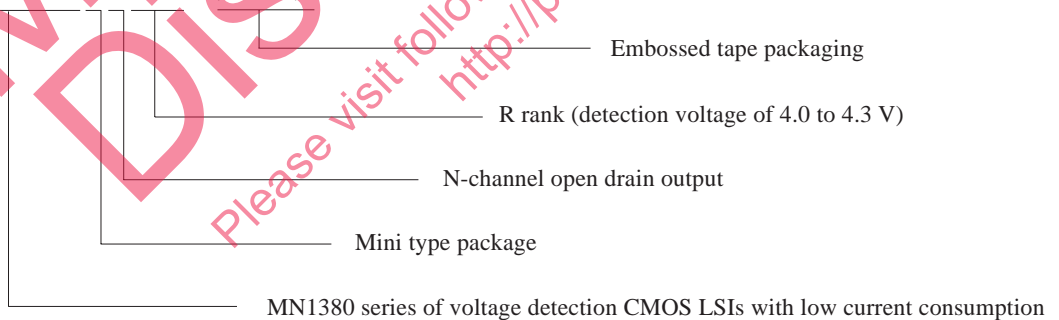 Embossed tape packaging
R rank (detection voltage of 4.0 to 4.3 V)
N-channel open drain output
Mini type package
MN1380 series of voltage detection CMOS LSIs with low current consumption
DIS
Please visit follo
http://p